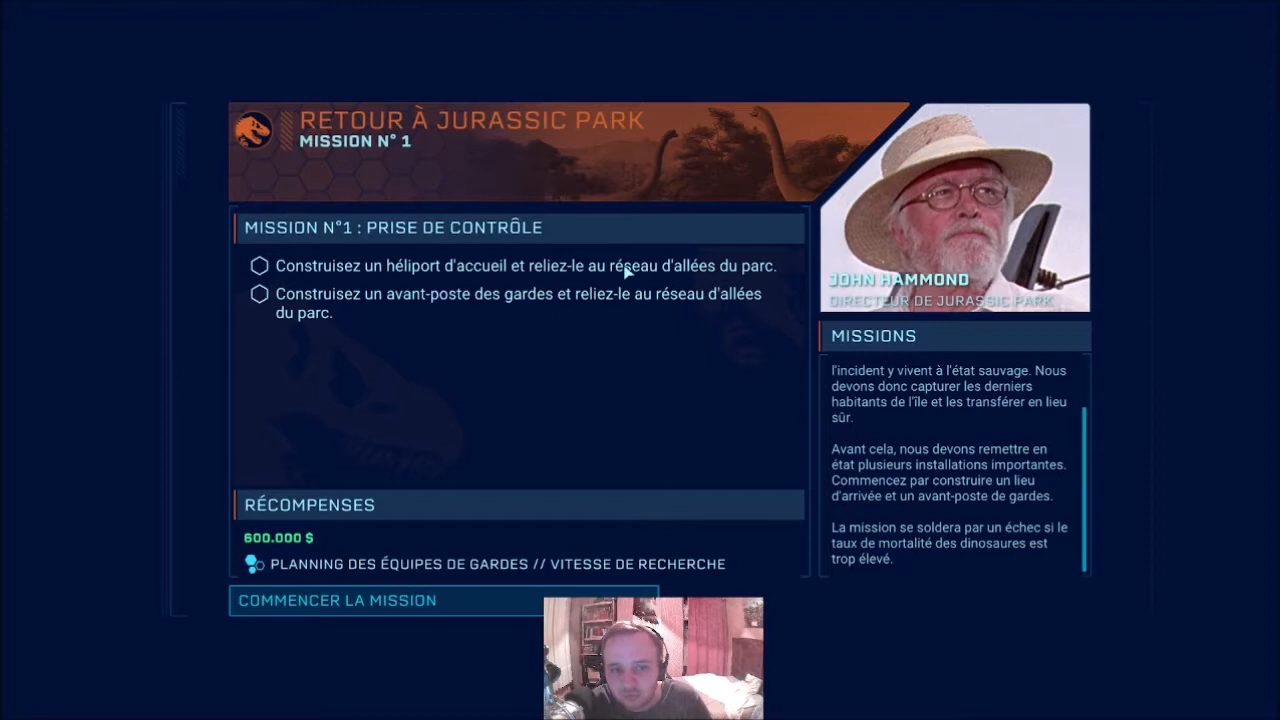 RETOUR À JURASSIC PARK
MISSION N° 1
MISSION N°1 : PRISE DE CONTRÔLE
Construisez un héliport d'accueil et reliez-le au réseau d'allées du parc.
Construisez un avant-poste des gardes et reliez-le au réseau d'allées
du parc.
RÉCOMPENSES
600.000 $
PLANNING DES ÉQUIPES DE GARDES // VITESSE DE RECHERCHE
COMMENCER LA MISSION
JOHN HAMMOND
DIRECTEUR DE JURASSIC PARK
MISSIONS
l'incident y vivent à l'état sauvage. Nous
devons donc capturer les derniers
habitants de l'île et les transférer en lieu
sûr.
Avant cela, nous devons remettre en
état plusieurs installations importantes.
Commencez par construire un lieu
d'arrivée et un avant-poste de gardes.
La mission se soldera par un échec si le
taux de mortalité des dinosaures est
trop élevé.